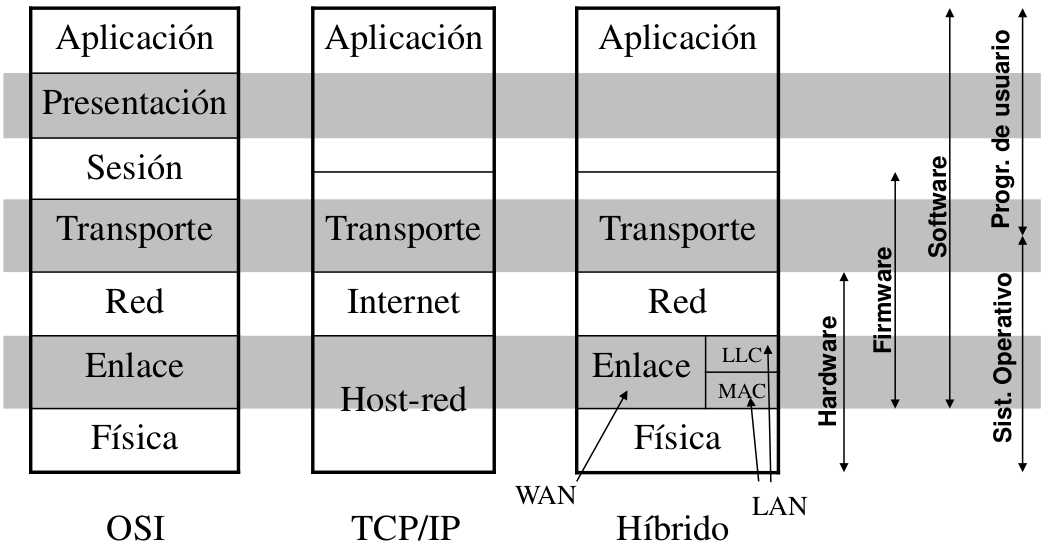 Aplicación
Presentación
Sesión
Transporte
Red
Enlace
Física
OSI
Aplicación
Transporte
Internet
Host-red
TCP/IP
Aplicación
Transporte
Red
Enlace
LLC
MAC
Física
WAN
LAN
Híbrido
Hardware
Firmware
Software
Progr. de usuario
Sist. Operativo